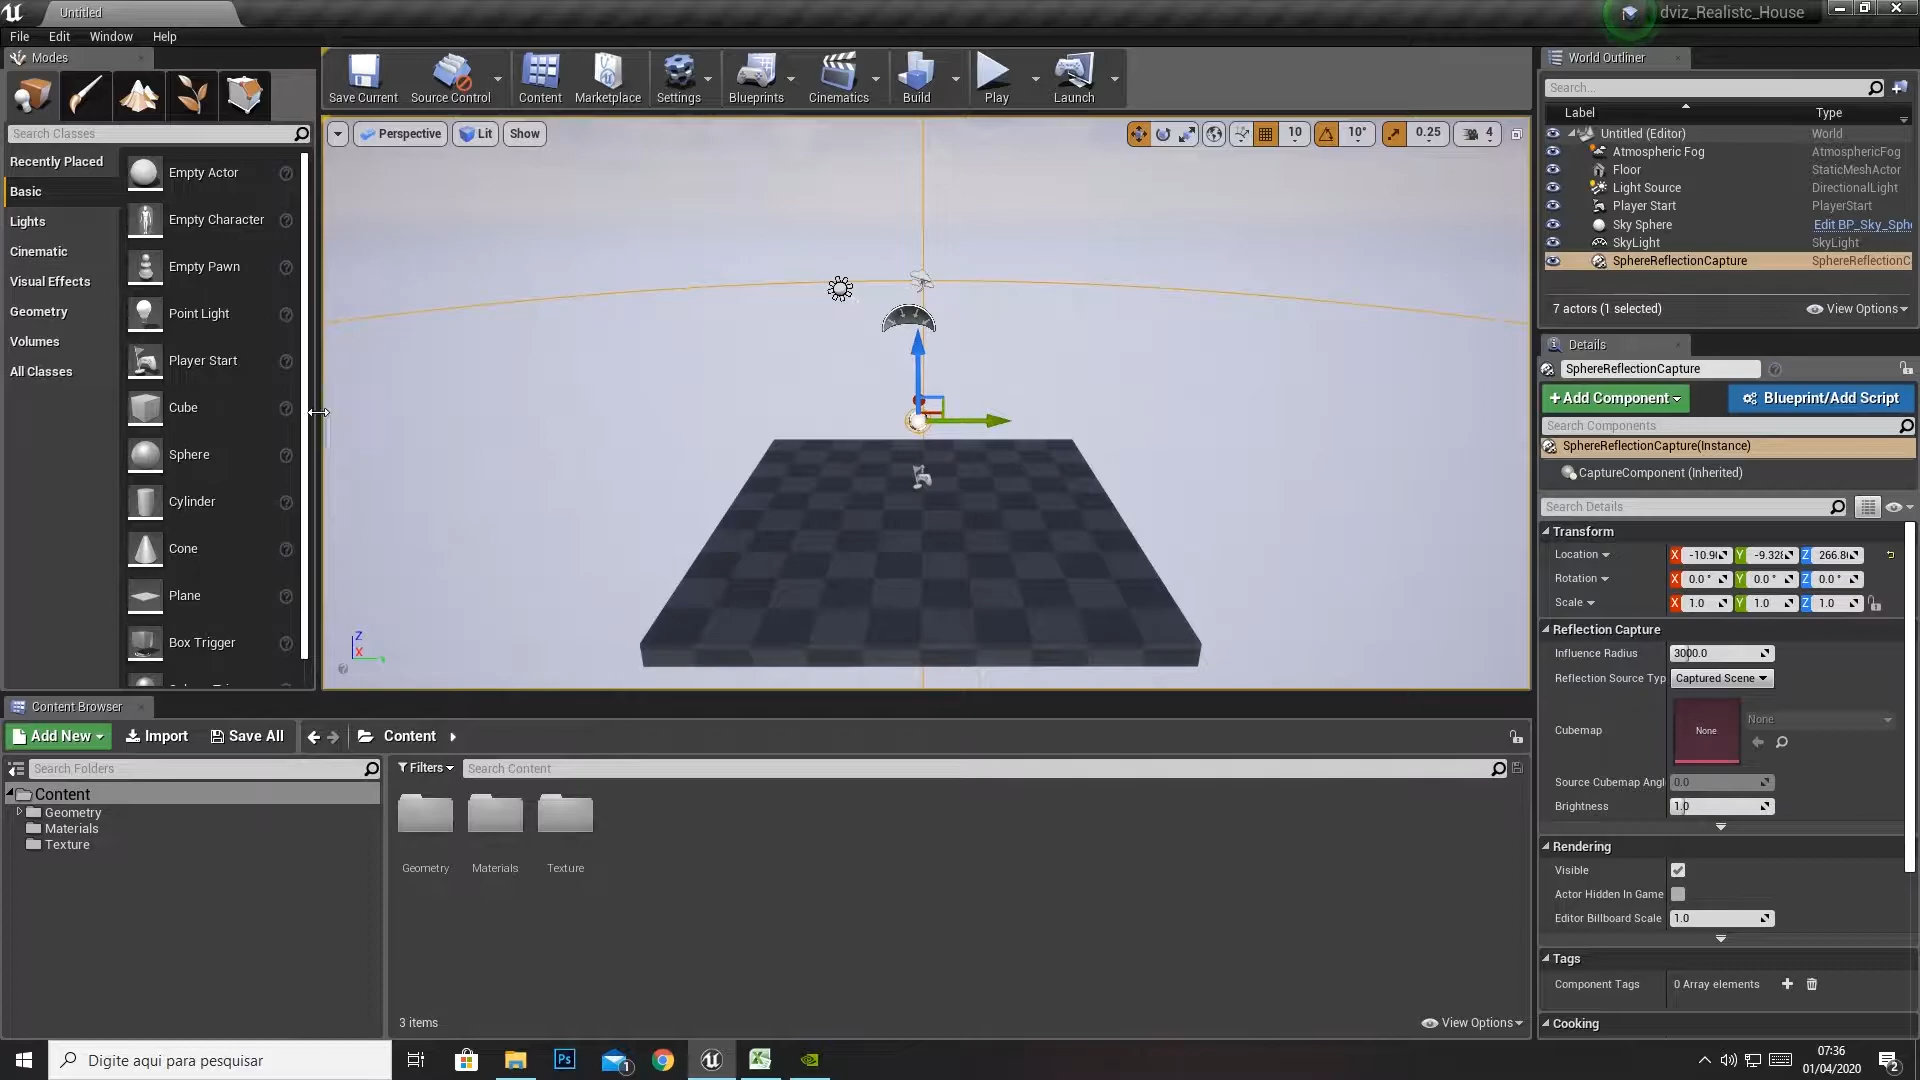 Untitled
dviz_Realistc_House
File Edit Window Help
Modes
Search Classes
Recently Placed
Basic
Lights
Cinematic
Visual Effects
Geometry
Volumes
All Classes
Empty Actor
Empty Character
Empty Pawn
Point Light
Player Start
Cube
Sphere
Cylinder
Cone
Plane
Box Trigger
Save Current Source Control Content Marketplace Settings Blueprints Cinematics Build Play Launch
Perspective Lit Show
10 10° 0.25 4
Z
X
World Outliner
Search...
Label Type
Untitled (Editor) World
Atmospheric Fog AtmosphericFog
Floor StaticMeshActor
Light Source DirectionalLight
Player Start PlayerStart
Sky Sphere Edit BP_Sky_Sph
SkyLight SkyLight
SphereReflectionCapture SphereReflectionC
7 actors (1 selected) View Options
Details
SphereReflectionCapture
+Add Component Blueprint/Add Script
Search Components
SphereReflectionCapture(Instance)
CaptureComponent (Inherited)
Search Details
Transform
Location X -10.9 Y -9.328 Z 266.8
Rotation X 0.0 ° Y 0.0 ° Z 0.0 °
Scale X 1.0 Y 1.0 Z 1.0
Reflection Capture
Influence Radius 3000.0
Reflection Source Typ Captured Scene
Cubemap None None
Source Cubemap Angl 0.0
Brightness 1.0
Rendering
Visible
Actor Hidden In Game
Editor Billboard Scale 1.0
Tags
Component Tags 0 Array elements
Cooking
Content Browser
Add New Import Save All Content
Search Folders
Content
Geometry
Materials
Texture
Filters Search Content
Geometry Materials Texture
3 items View Options
Digite aqui para pesquisar
Ps
1
07:36
01/04/2020
2